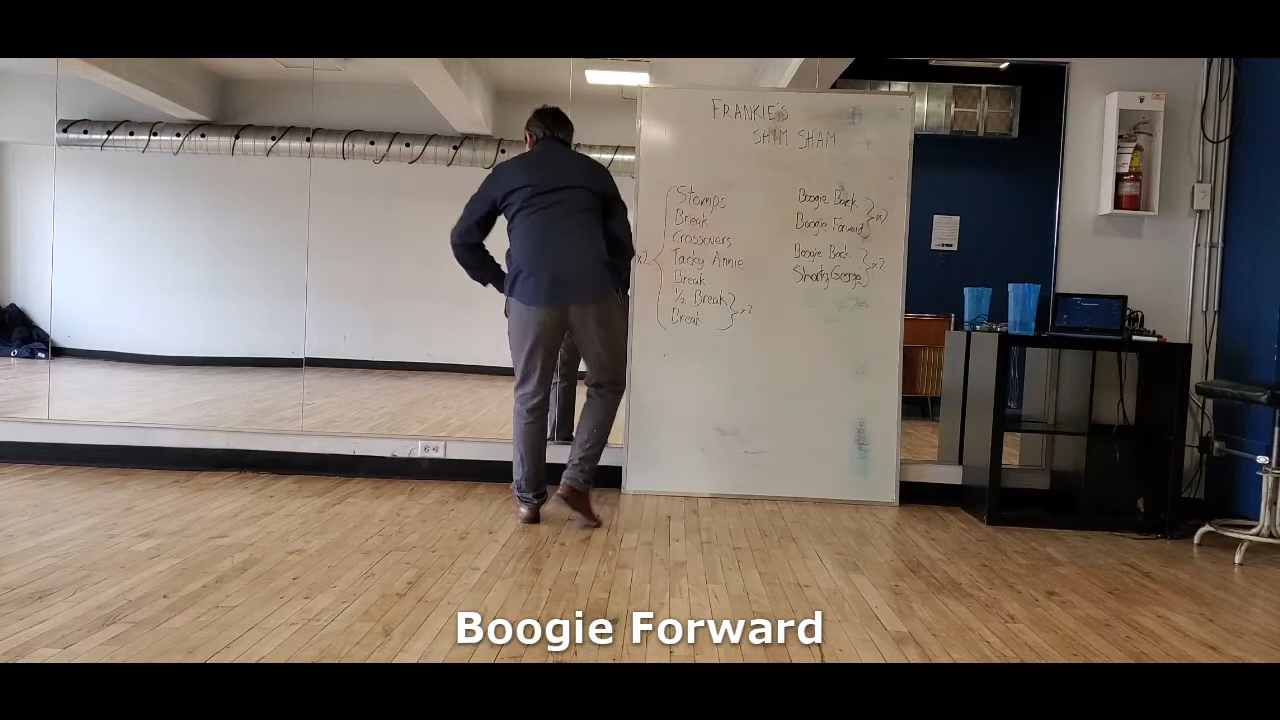 FRANKIE'S
SHIM SHAM
x2
Stomps
Break
Crossovers
Tacky Annie
Break
1/2 Break
Break
x2
Boogie Back
Boogie Forward
x2
Boogie Back
Shorty George
x2
Boogie Forward